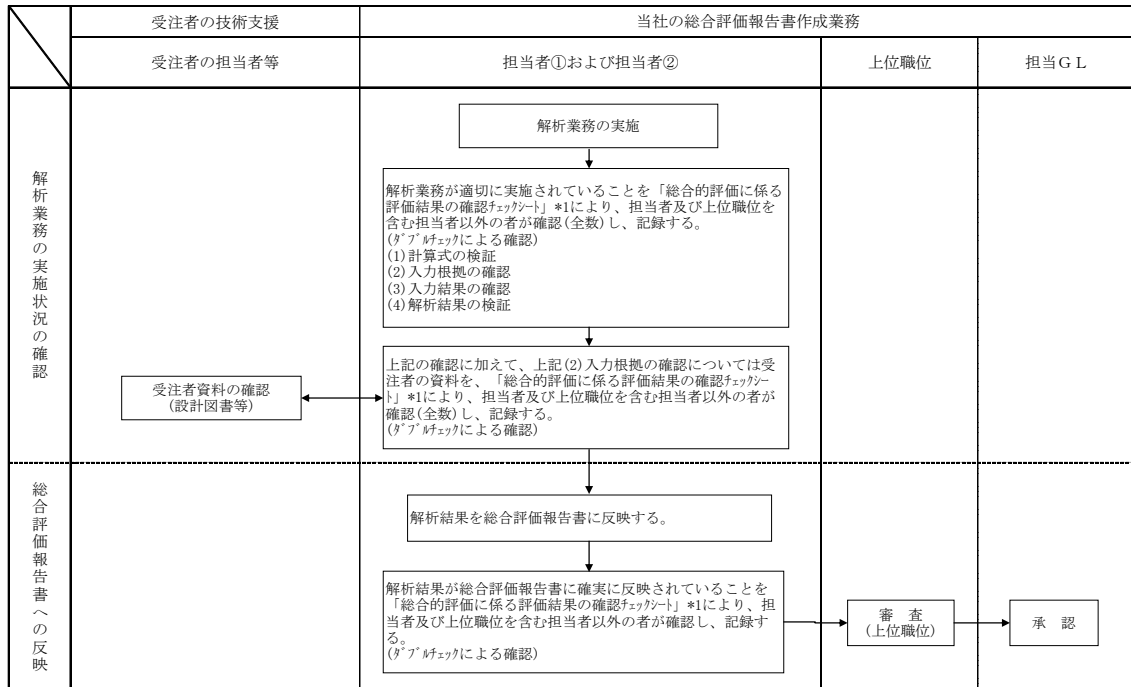 受注者の技術支援
当社の総合評価報告書作成業務
受注者の担当者等
担当者①および担当者②
上位職位
担当ＧＬ
解析業務の実施状況の確認
解析業務の実施
解析業務が適切に実施されていることを「総合的評価に係る
評価結果の確認ﾁｪｯｸｼｰﾄ」*1により、担当者及び上位職位を
含む担当者以外の者が確認(全数)し、記録する。
(ﾀﾞﾌﾞﾙﾁｪｯｸによる確認)
(1)計算式の検証
(2)入力根拠の確認
(3)入力結果の確認
(4)解析結果の検証
受注者資料の確認
(設計図書等)
上記の確認に加えて、上記(2)入力根拠の確認については受
注者の資料を、「総合的評価に係る評価結果の確認ﾁｪｯｸｼｰ
ﾄ」*1により、担当者及び上位職位を含む担当者以外の者が
確認(全数)し、記録する。
(ﾀﾞﾌﾞﾙﾁｪｯｸによる確認)
総合評価報告書への反映
解析結果を総合評価報告書に反映する。
解析結果が総合評価報告書に確実に反映されていることを
「総合的評価に係る評価結果の確認ﾁｪｯｸｼｰﾄ」*1により、担
当者及び上位職位を含む担当者以外の者が確認し、記録す
る。
(ﾀﾞﾌﾞﾙﾁｪｯｸによる確認)
審 査
(上位職位)
承 認